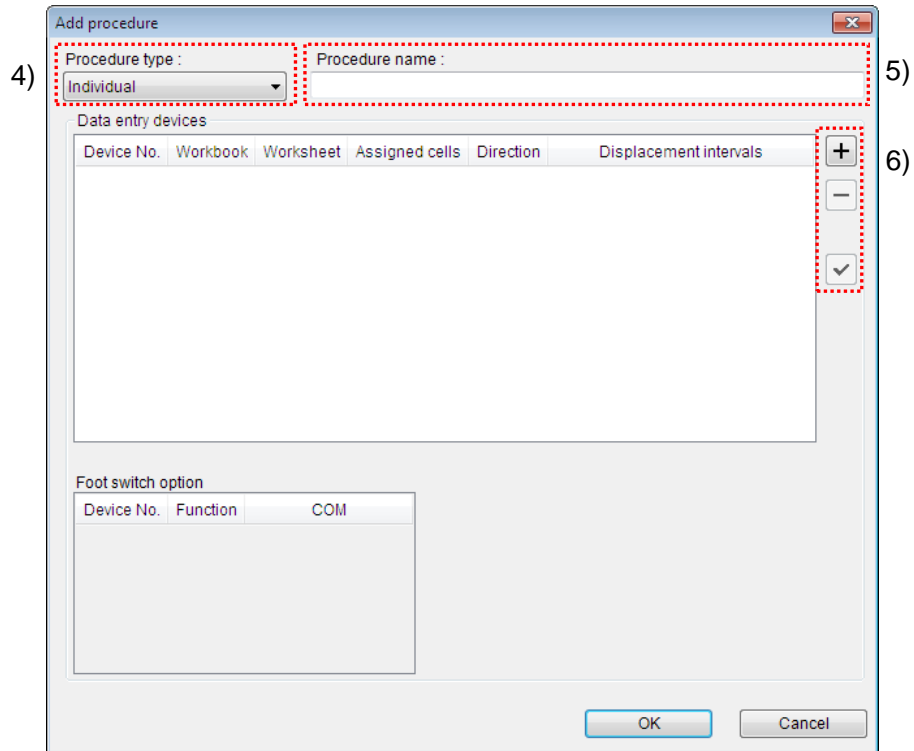 Add procedure
4)
Procedure type :
Individual
Procedure name :
5)
Data entry devices
Device No. Workbook Worksheet Assigned cells Direction Displacement intervals
6)
Foot switch option
Device No. Function COM
OK Cancel